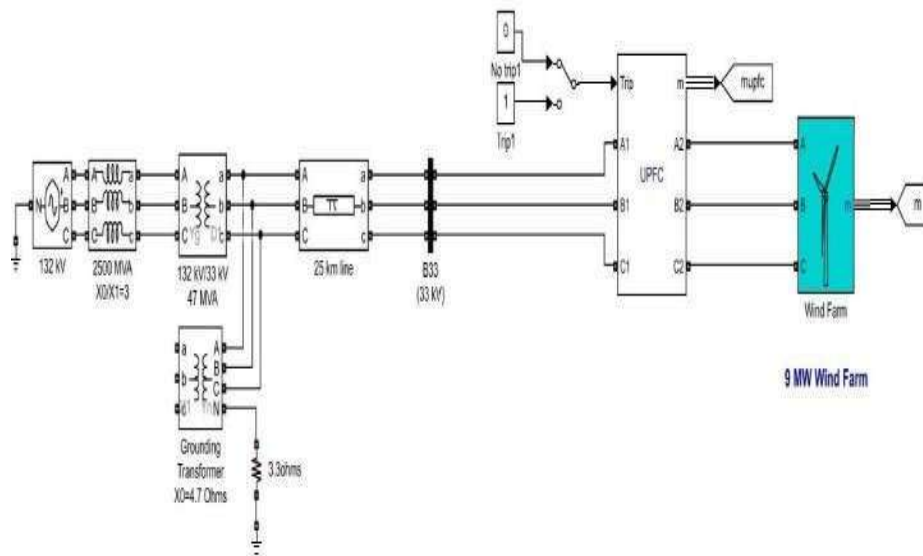 0
No trip1
1
Trip1
Trip
m
mupfc
A1
A2
UPFC
B1
B2
C1
C2
A
B
C
m
m
Wind Farm
9 MW Wind Farm
N
A
B
C
132 kV
A
B
C
a
b
c
2500 MVA
X0/X1=3
A
B
C
a
b
c
132 kV/33 kV
47 MVA
A
B
C
a
b
c
25 km line
B33
(33 kV)
a
b
A
B
C
N
Grounding
Transformer
X0=4.7 Ohms
3.3ohms